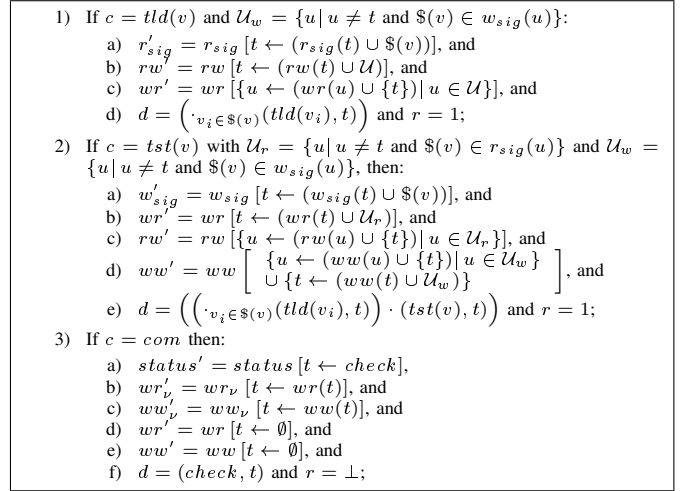 1) If c = tld(v) and 𝒰_w = {u| u ≠ t and $(v) ∈ w_sig(u)}:
a) r′_sig = r_sig [t ← (r_sig(t) ∪ $(v))], and
b) rw′ = rw [t ← (rw(t) ∪ 𝒰)], and
c) wr′ = wr [{u ← (wr(u) ∪ {t})| u ∈ 𝒰}], and
d) d = (·_{v_i∈$(v)}(tld(v_i), t)) and r = 1;
2) If c = tst(v) with 𝒰_r = {u| u ≠ t and $(v) ∈ r_sig(u)} and 𝒰_w =
{u| u ≠ t and $(v) ∈ w_sig(u)}, then:
a) w′_sig = w_sig [t ← (w_sig(t) ∪ $(v))], and
b) wr′ = wr [t ← (wr(t) ∪ 𝒰_r)], and
c) rw′ = rw [{u ← (rw(u) ∪ {t})| u ∈ 𝒰_r}], and
d) ww′ = ww [ {u ← (ww(u) ∪ {t})| u ∈ 𝒰_w}
∪ {t ← (ww(t) ∪ 𝒰_w)} ], and
e) d = ((·_{v_i∈$(v)}(tld(v_i), t)) · (tst(v), t)) and r = 1;
3) If c = com then:
a) status′ = status [t ← check],
b) wr′_ν = wr_ν [t ← wr(t)], and
c) ww′_ν = ww_ν [t ← ww(t)], and
d) wr′ = wr [t ← ∅], and
e) ww′ = ww [t ← ∅], and
f) d = (check, t) and r = ⊥;